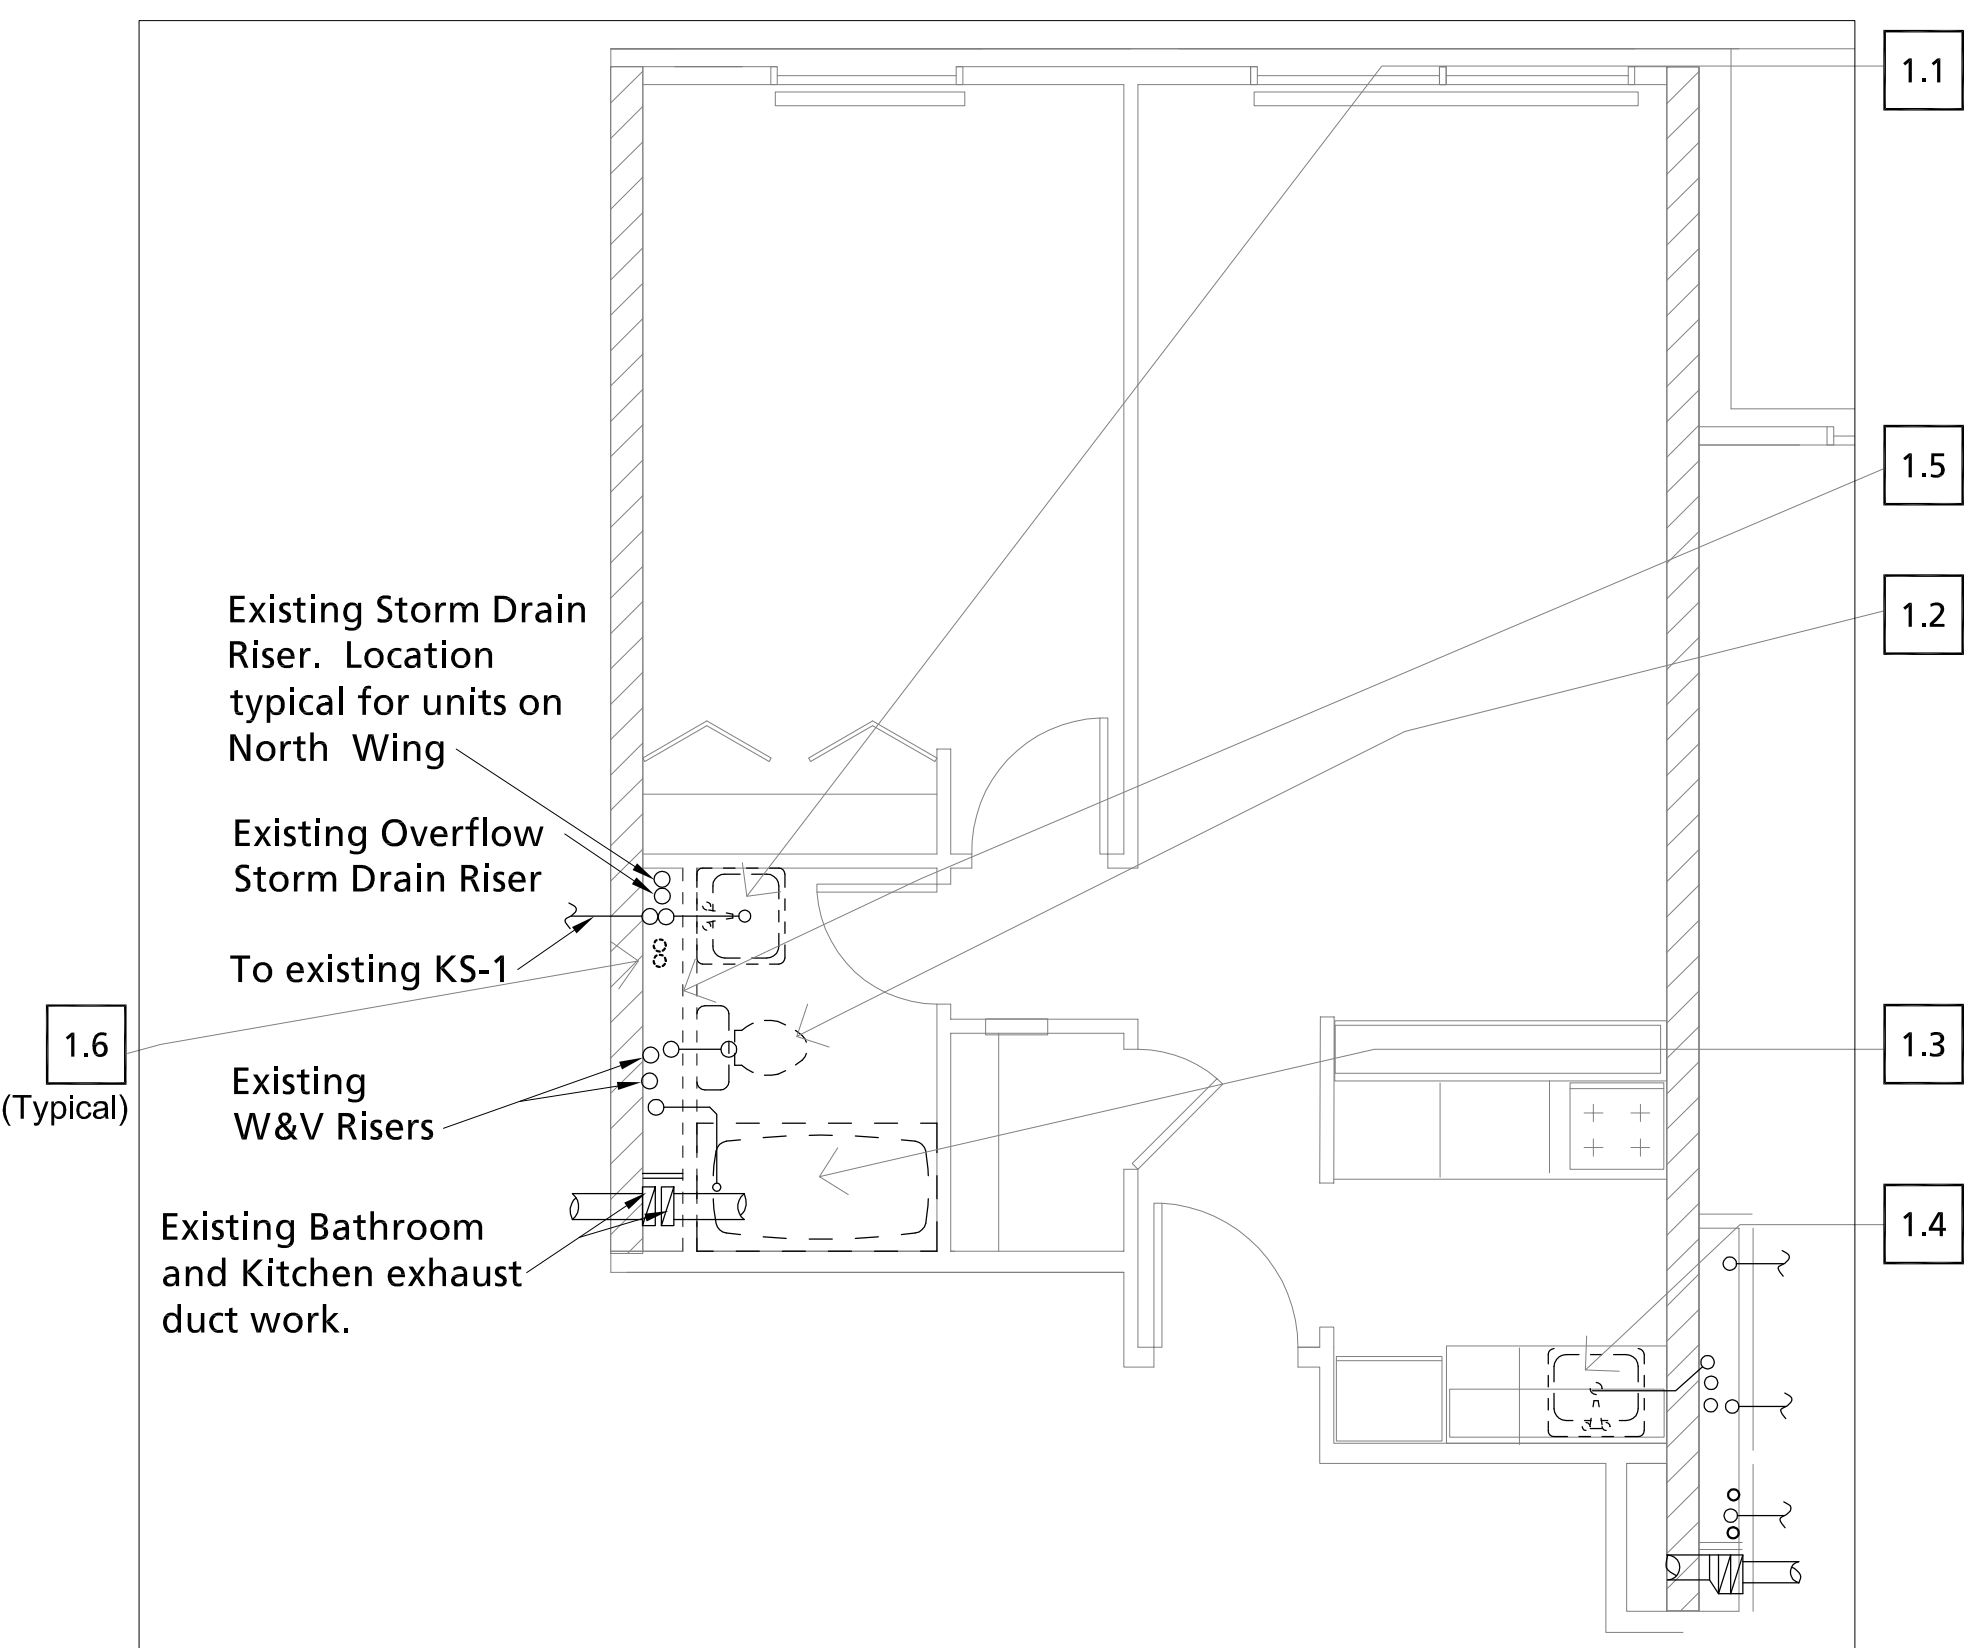 1.1
1.5
1.2
Existing Storm Drain
Riser. Location
typical for units on
North Wing
Existing Overflow
Storm Drain Riser
To existing KS-1
1.6
(Typical)
Existing
W&V Risers
1.3
1.4
Existing Bathroom
and Kitchen exhaust
duct work.